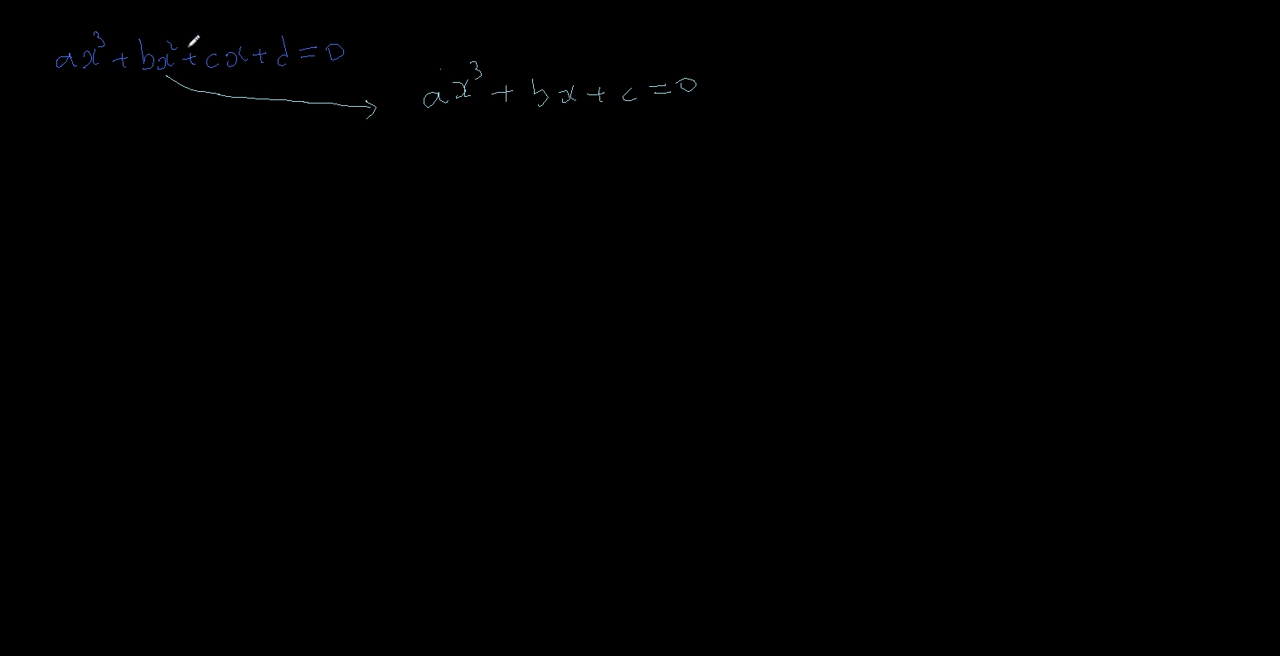 ax³ + bx² + cx + d = 0
ax³ + bx + c = 0